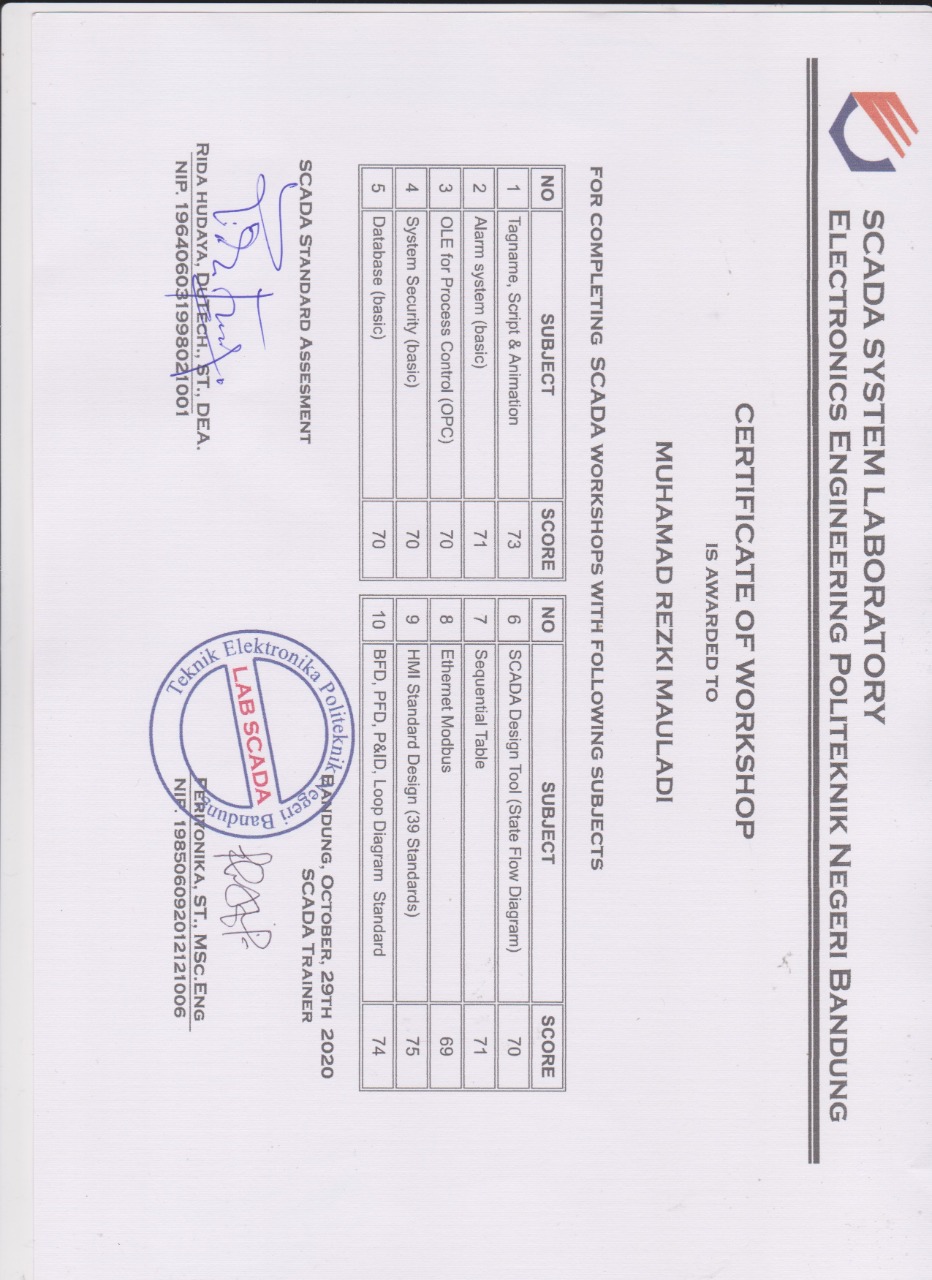 SCADA SYSTEM LABORATORY
ELECTRONICS ENGINEERING POLITEKNIK NEGERI BANDUNG
CERTIFICATE OF WORKSHOP
IS AWARDED TO
MUHAMAD REZKI MAULADI
FOR COMPLETING SCADA WORKSHOPS WITH FOLLOWING SUBJECTS
NO SUBJECT SCORE
1 Tagname, Script & Animation 73
2 Alarm system (basic) 71
3 OLE for Process Control (OPC) 70
4 System Security (basic) 70
5 Database (basic) 70
NO SUBJECT SCORE
6 SCADA Design Tool (State Flow Diagram) 70
7 Sequential Table 71
8 Ethernet Modbus 69
9 HMI Standard Design (39 Standards) 75
10 BFD, PFD, P&ID, Loop Diagram Standard 74
SCADA STANDARD ASSESMENT
RIDA HUDAYA, DUTECH., ST., DEA.
NIP. 196406031998021001
BANDUNG, OCTOBER, 29TH 2020
SCADA TRAINER
Teknik Elektronika Politeknik Negeri Bandung
LAB SCADA
FERIYONIKA, ST., MSC.ENG
NIP. 198506092012121006